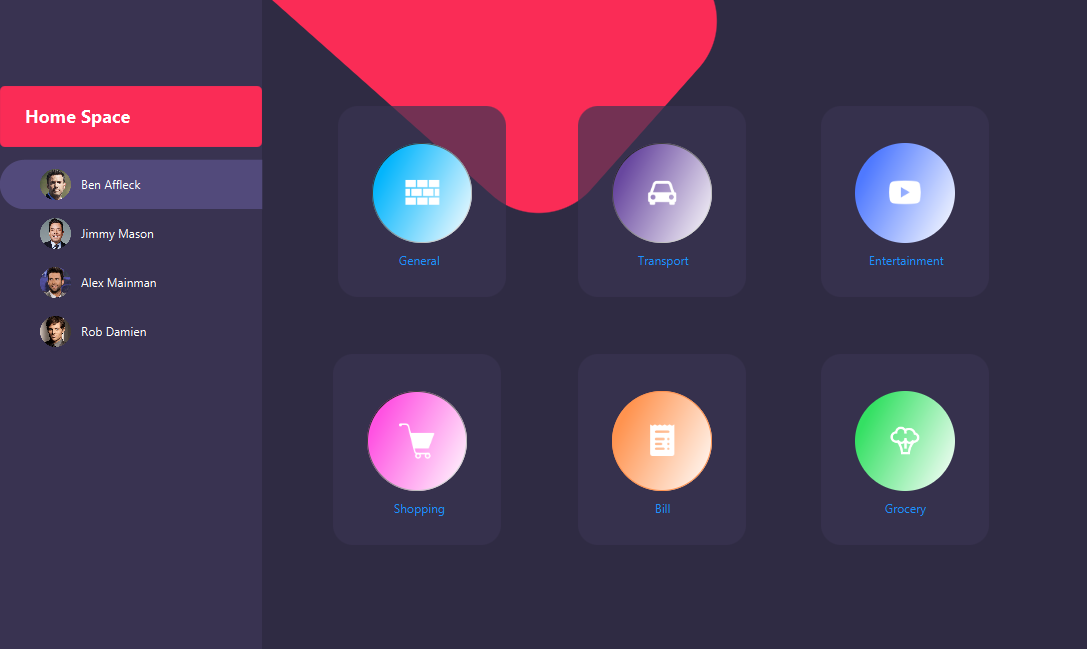 Home Space
Ben Affleck
Jimmy Mason
Alex Mainman
Rob Damien
General
Transport
Entertainment
Shopping
Bill
Grocery